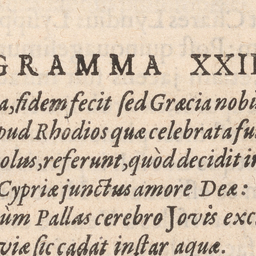 GRAMMA XXII
a, fidem fecit sed Græcia nobi
pud Rhodios quæ celebrata fu
olus, referunt, quòd decidit in
Cypriæ junctus amore Deæ:
ùm Pallas cerebro Jovis exc
viæ sic cadat instar aquæ.